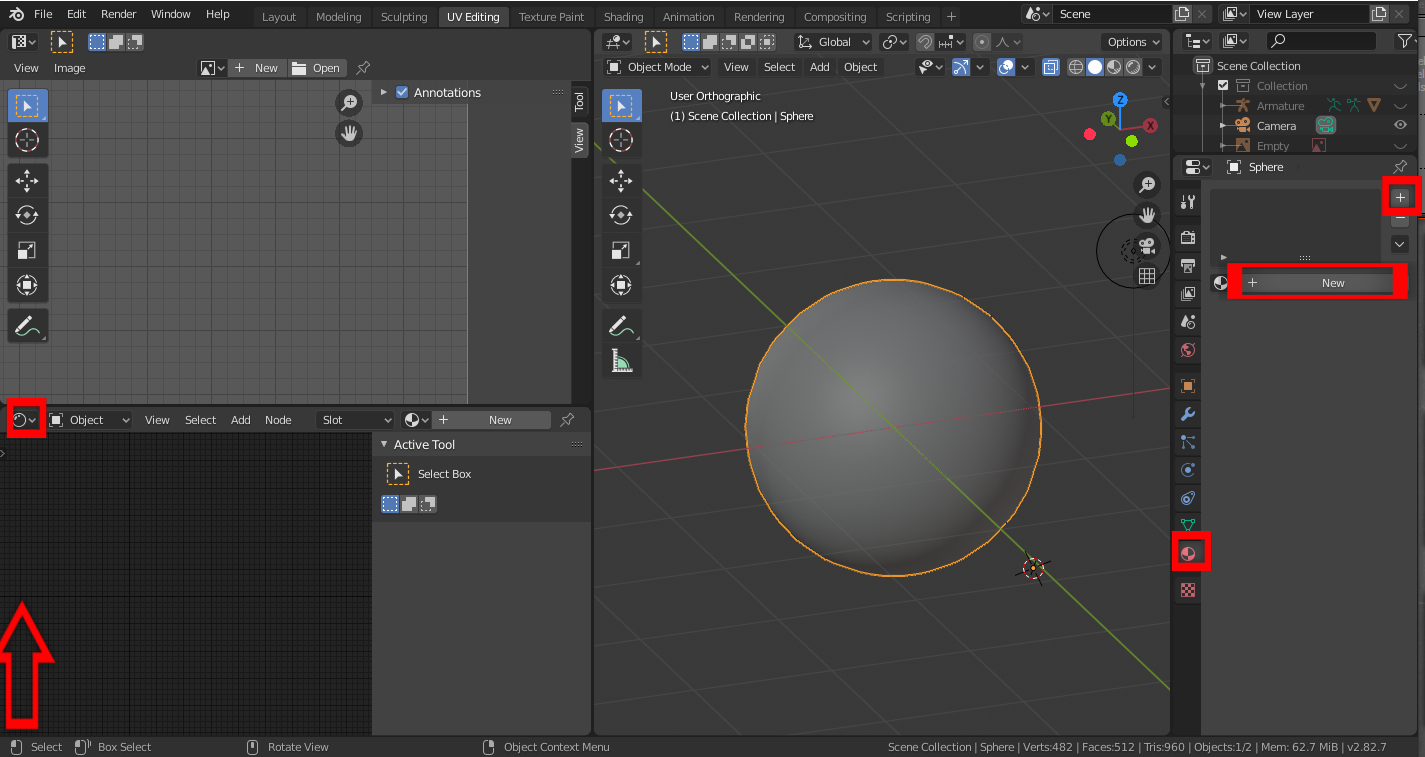 File Edit Render Window Help Layout Modeling Sculpting UV Editing Texture Paint Shading Animation Rendering Compositing Scripting + Scene View Layer
Global Options
View Image + New Open
Object Mode View Select Add Object
Scene Collection
Collection
Armature
Camera
Empty
Annotations
Tool
View
User Orthographic
(1) Scene Collection | Sphere
Z
Y
X
Sphere
+
−
+ New
Object View Select Add Node Slot + New
Active Tool
Select Box
Select Box Select Rotate View Object Context Menu Scene Collection | Sphere | Verts:482 | Faces:512 | Tris:960 | Objects:1/2 | Mem: 62.7 MiB | v2.82.7